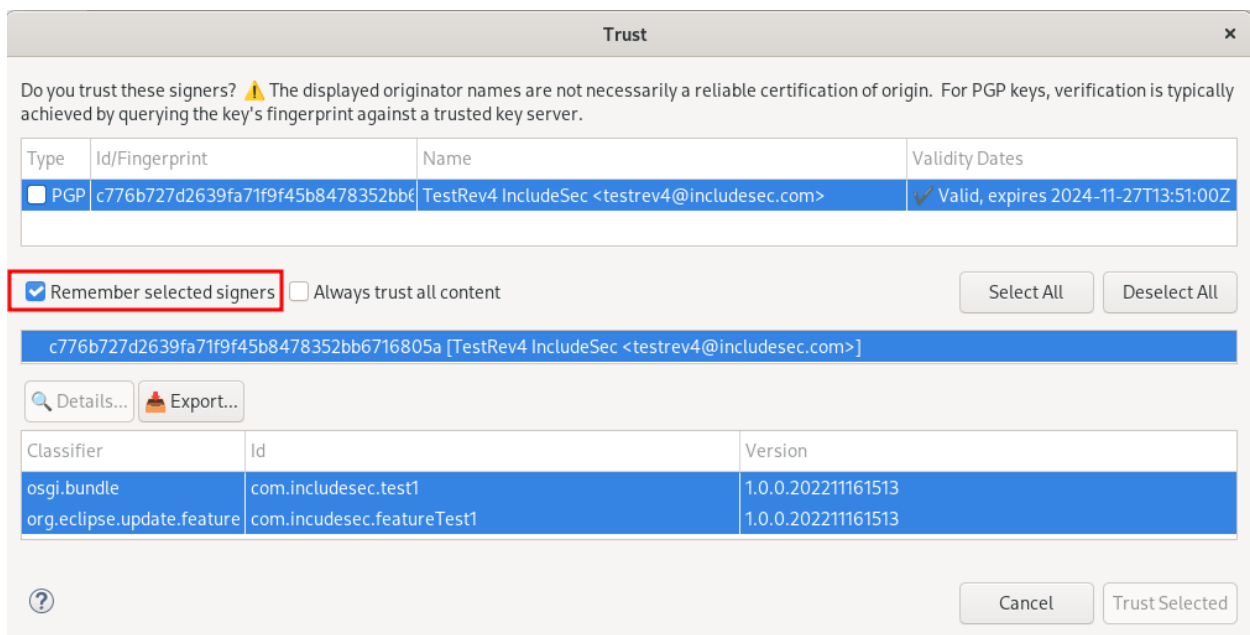 Trust
Do you trust these signers? ⚠ The displayed originator names are not necessarily a reliable certification of origin.  For PGP keys, verification is typically
achieved by querying the key's fingerprint against a trusted key server.
Type Id/Fingerprint Name Validity Dates
PGP c776b727d2639fa71f9f45b8478352bb6 TestRev4 IncludeSec <testrev4@includesec.com> ✔ Valid, expires 2024-11-27T13:51:00Z
Remember selected signers Always trust all content Select All Deselect All
c776b727d2639fa71f9f45b8478352bb6716805a [TestRev4 IncludeSec <testrev4@includesec.com>]
Details... Export...
Classifier Id Version
osgi.bundle com.includesec.test1 1.0.0.202211161513
org.eclipse.update.feature com.incudesec.featureTest1 1.0.0.202211161513
? Cancel Trust Selected